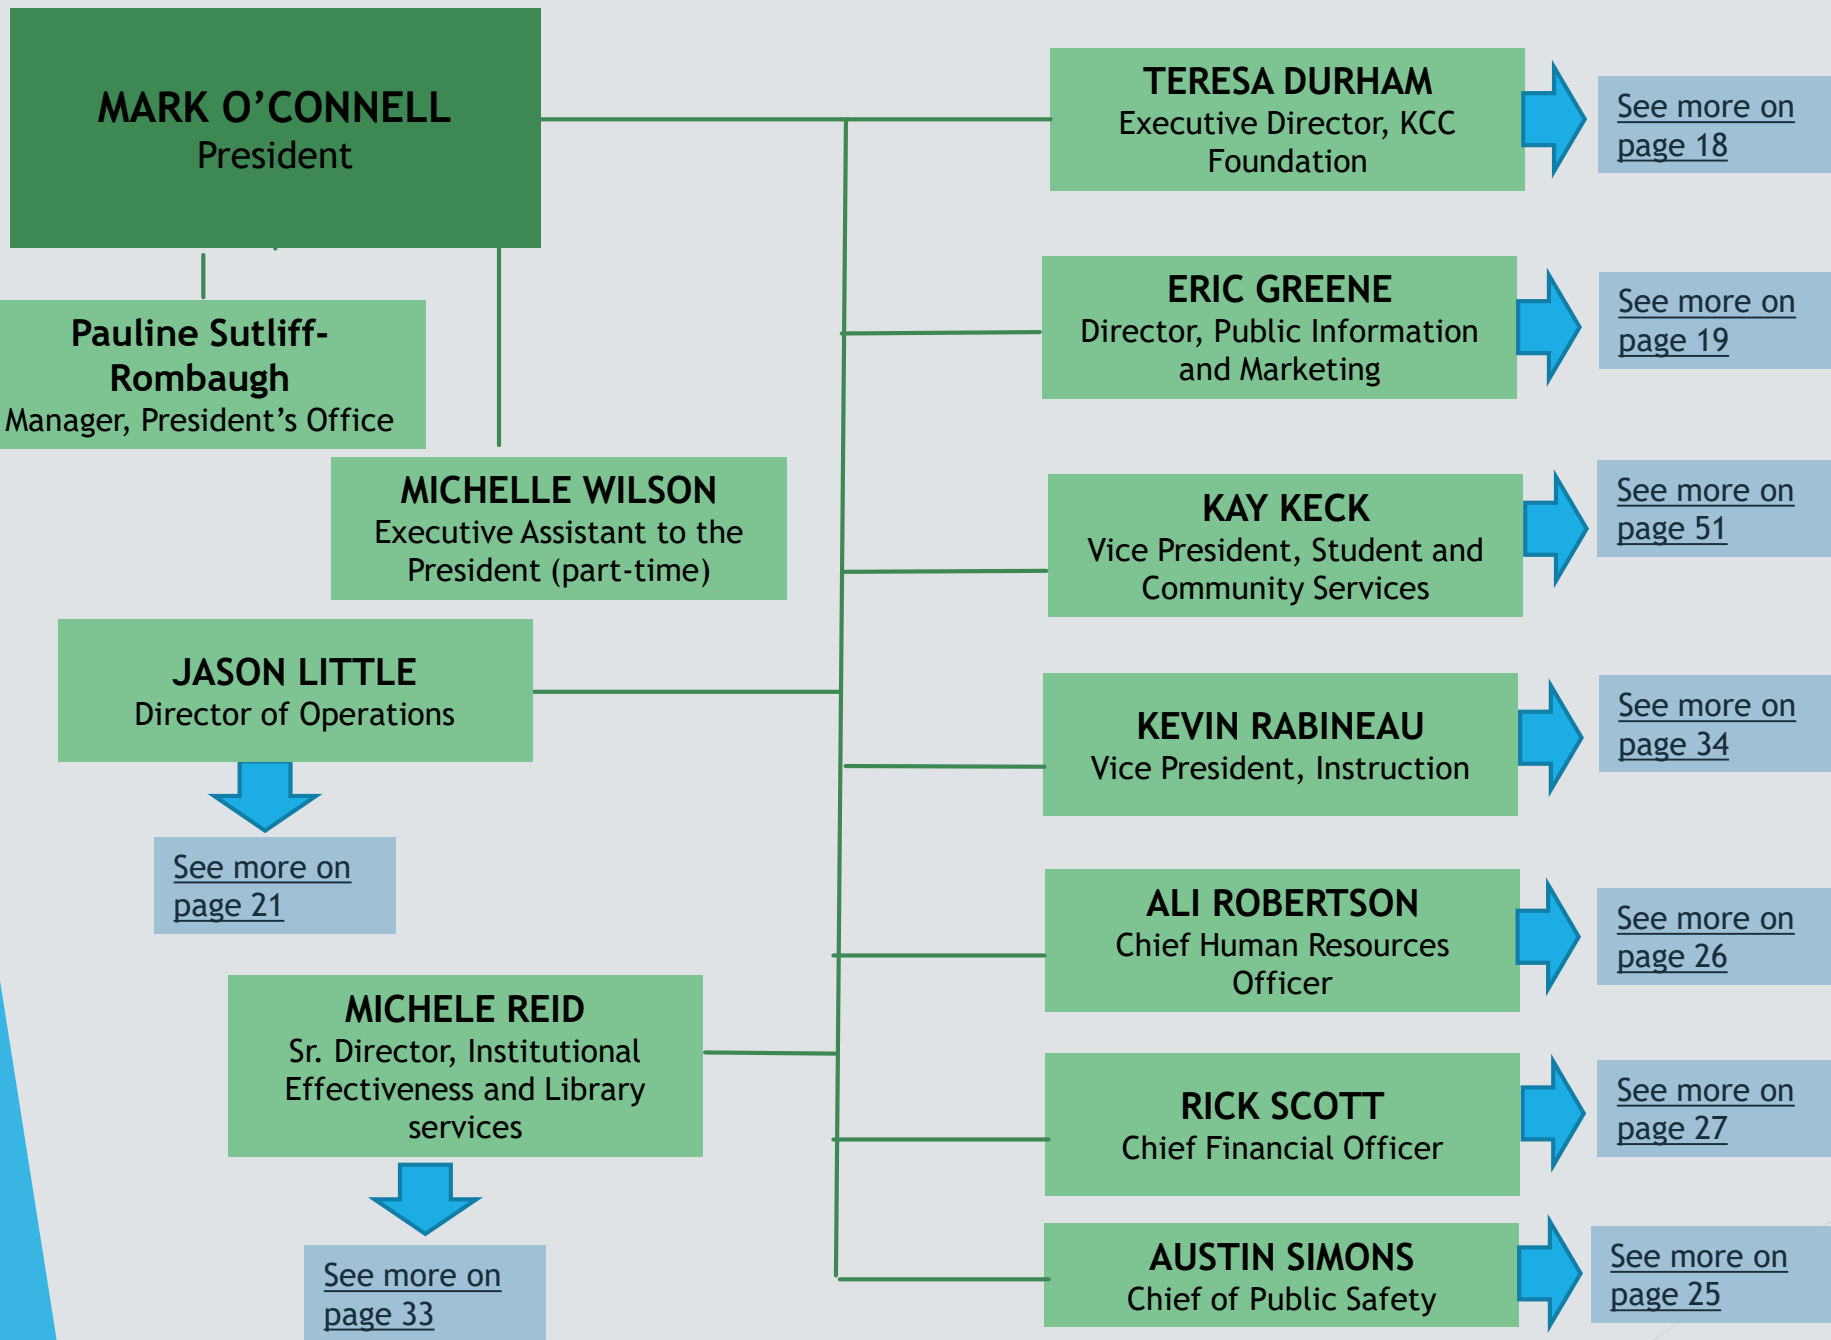 MARK O’CONNELL
President
Pauline Sutliff-
Rombaugh
Manager, President’s Office
MICHELLE WILSON
Executive Assistant to the
President (part-time)
JASON LITTLE
Director of Operations
See more on
page 21
MICHELE REID
Sr. Director, Institutional
Effectiveness and Library
services
See more on
page 33
TERESA DURHAM
Executive Director, KCC
Foundation
See more on
page 18
ERIC GREENE
Director, Public Information
and Marketing
See more on
page 19
KAY KECK
Vice President, Student and
Community Services
See more on
page 51
KEVIN RABINEAU
Vice President, Instruction
See more on
page 34
ALI ROBERTSON
Chief Human Resources
Officer
See more on
page 26
RICK SCOTT
Chief Financial Officer
See more on
page 27
AUSTIN SIMONS
Chief of Public Safety
See more on
page 25